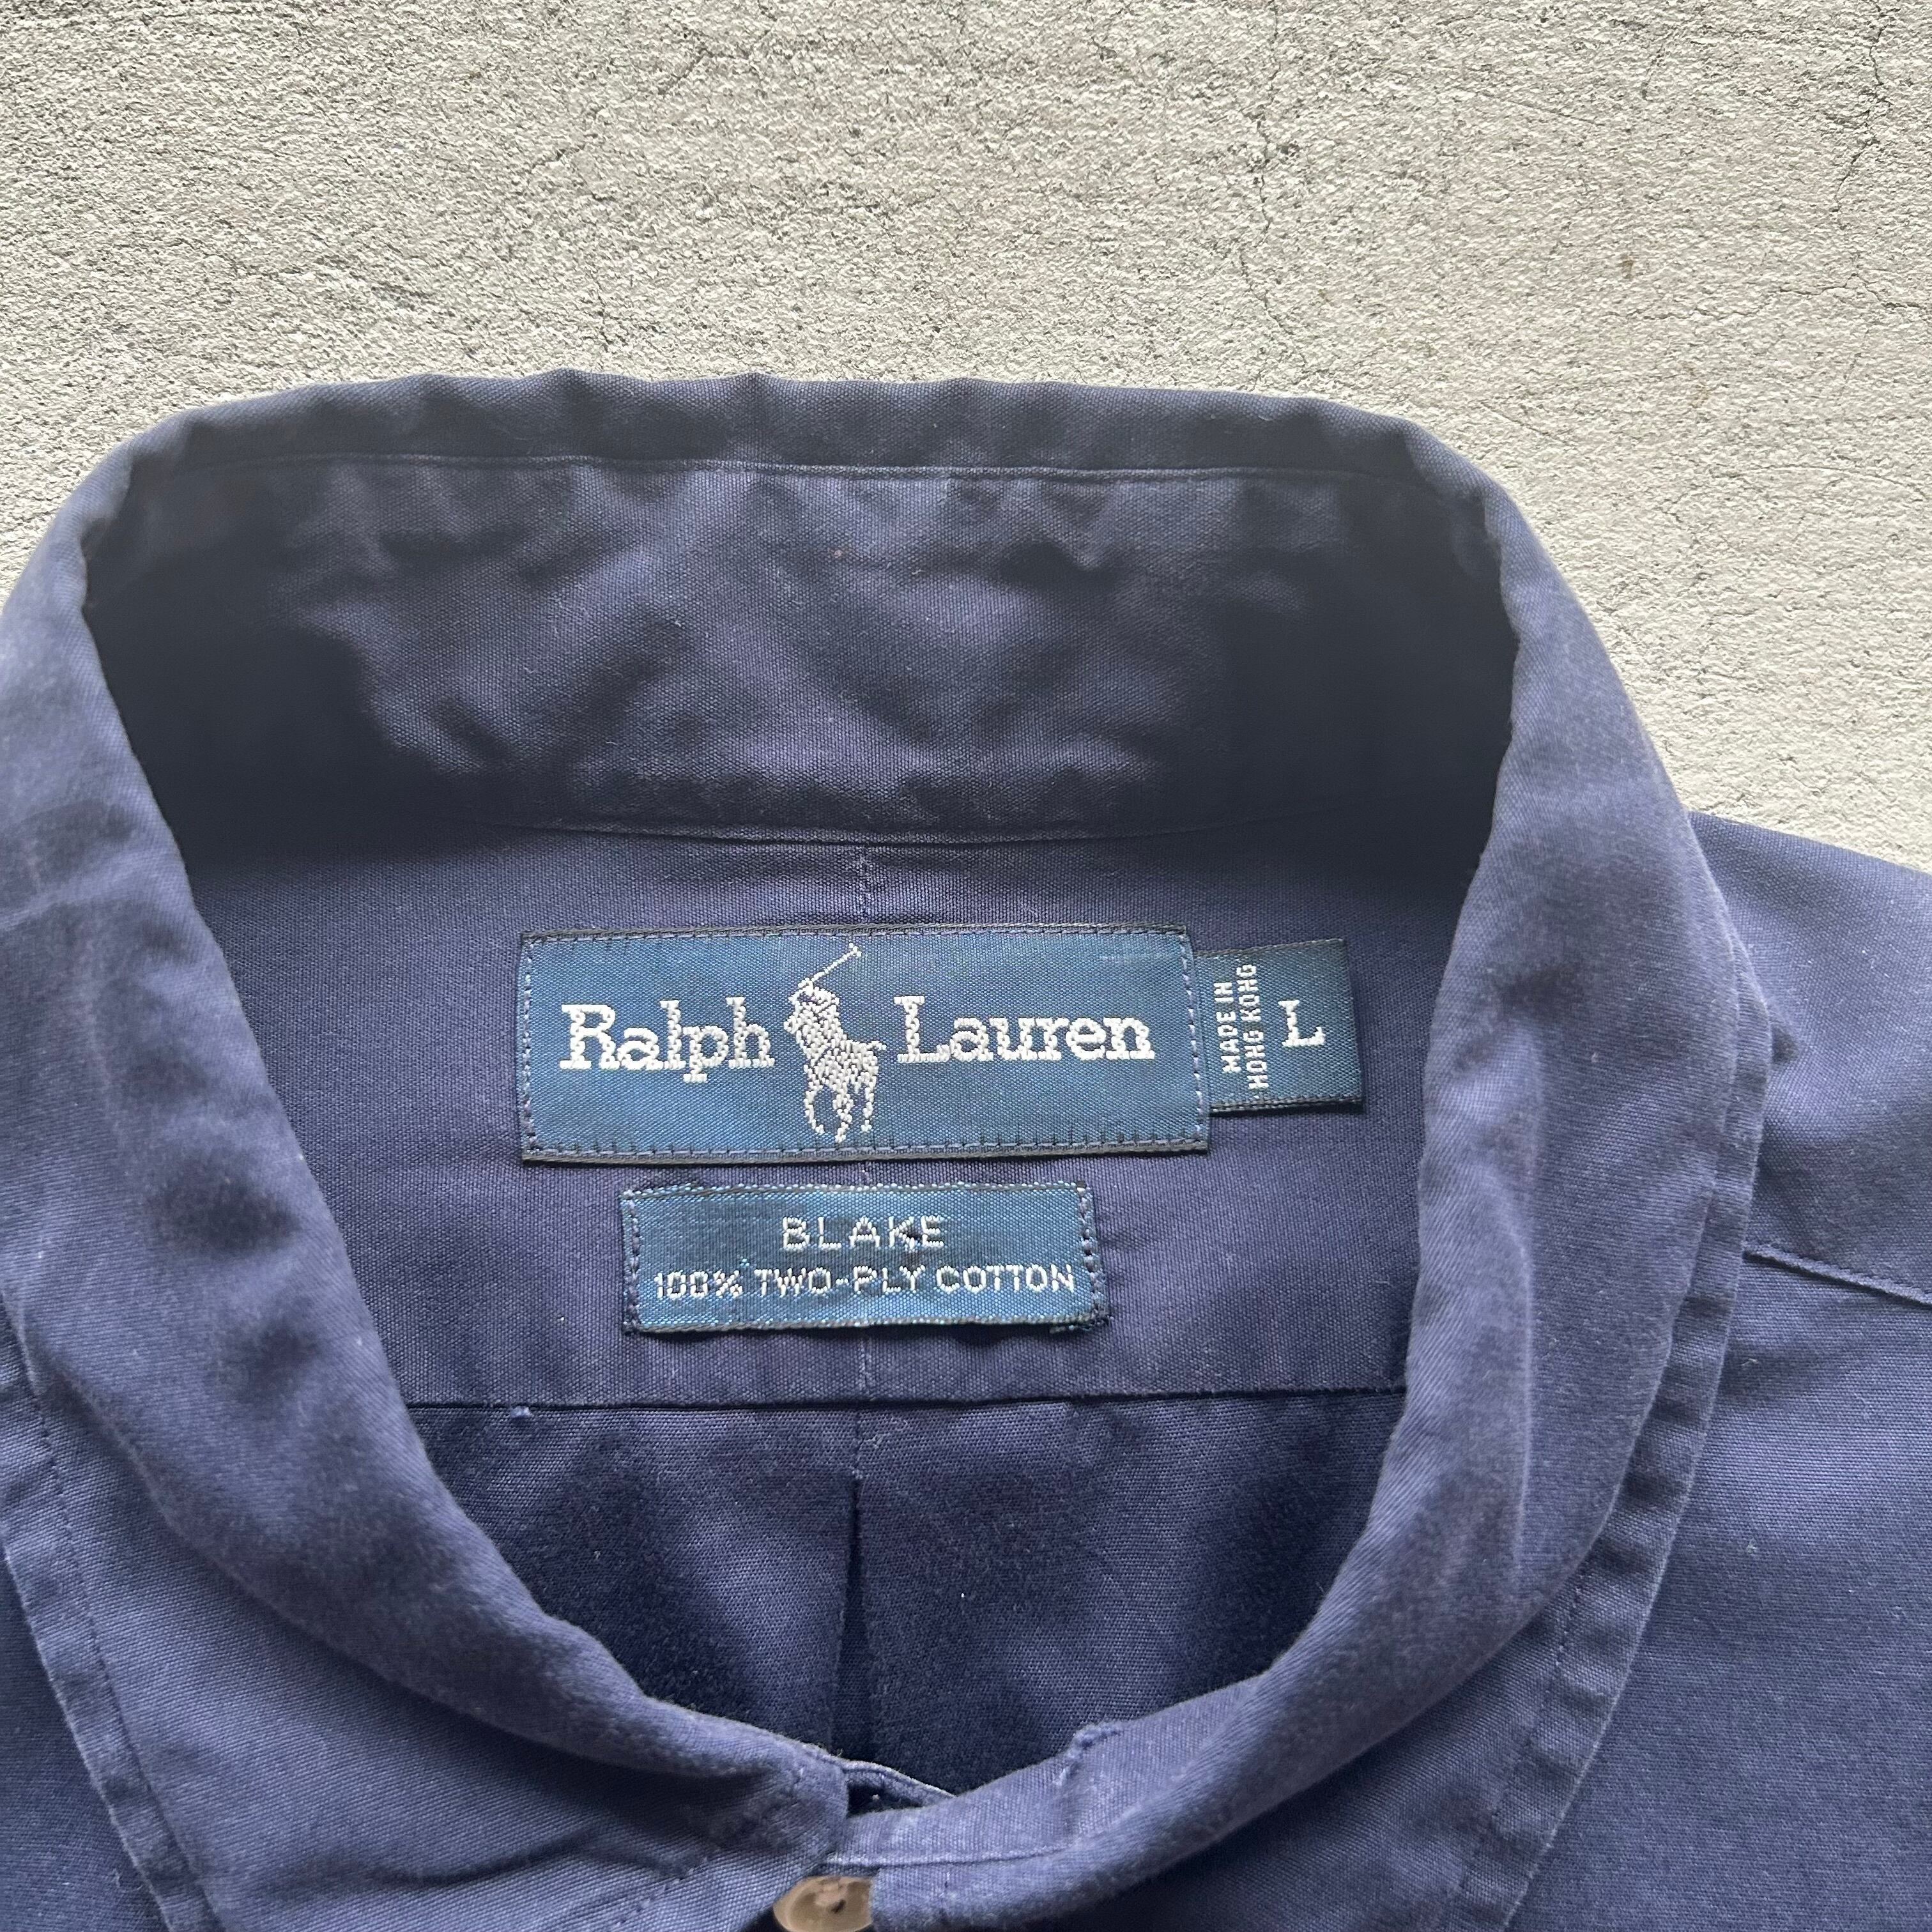 Ralph Lauren
MADE IN
HONG KONG
L
BLAKE
100% TWO-PLY COTTON